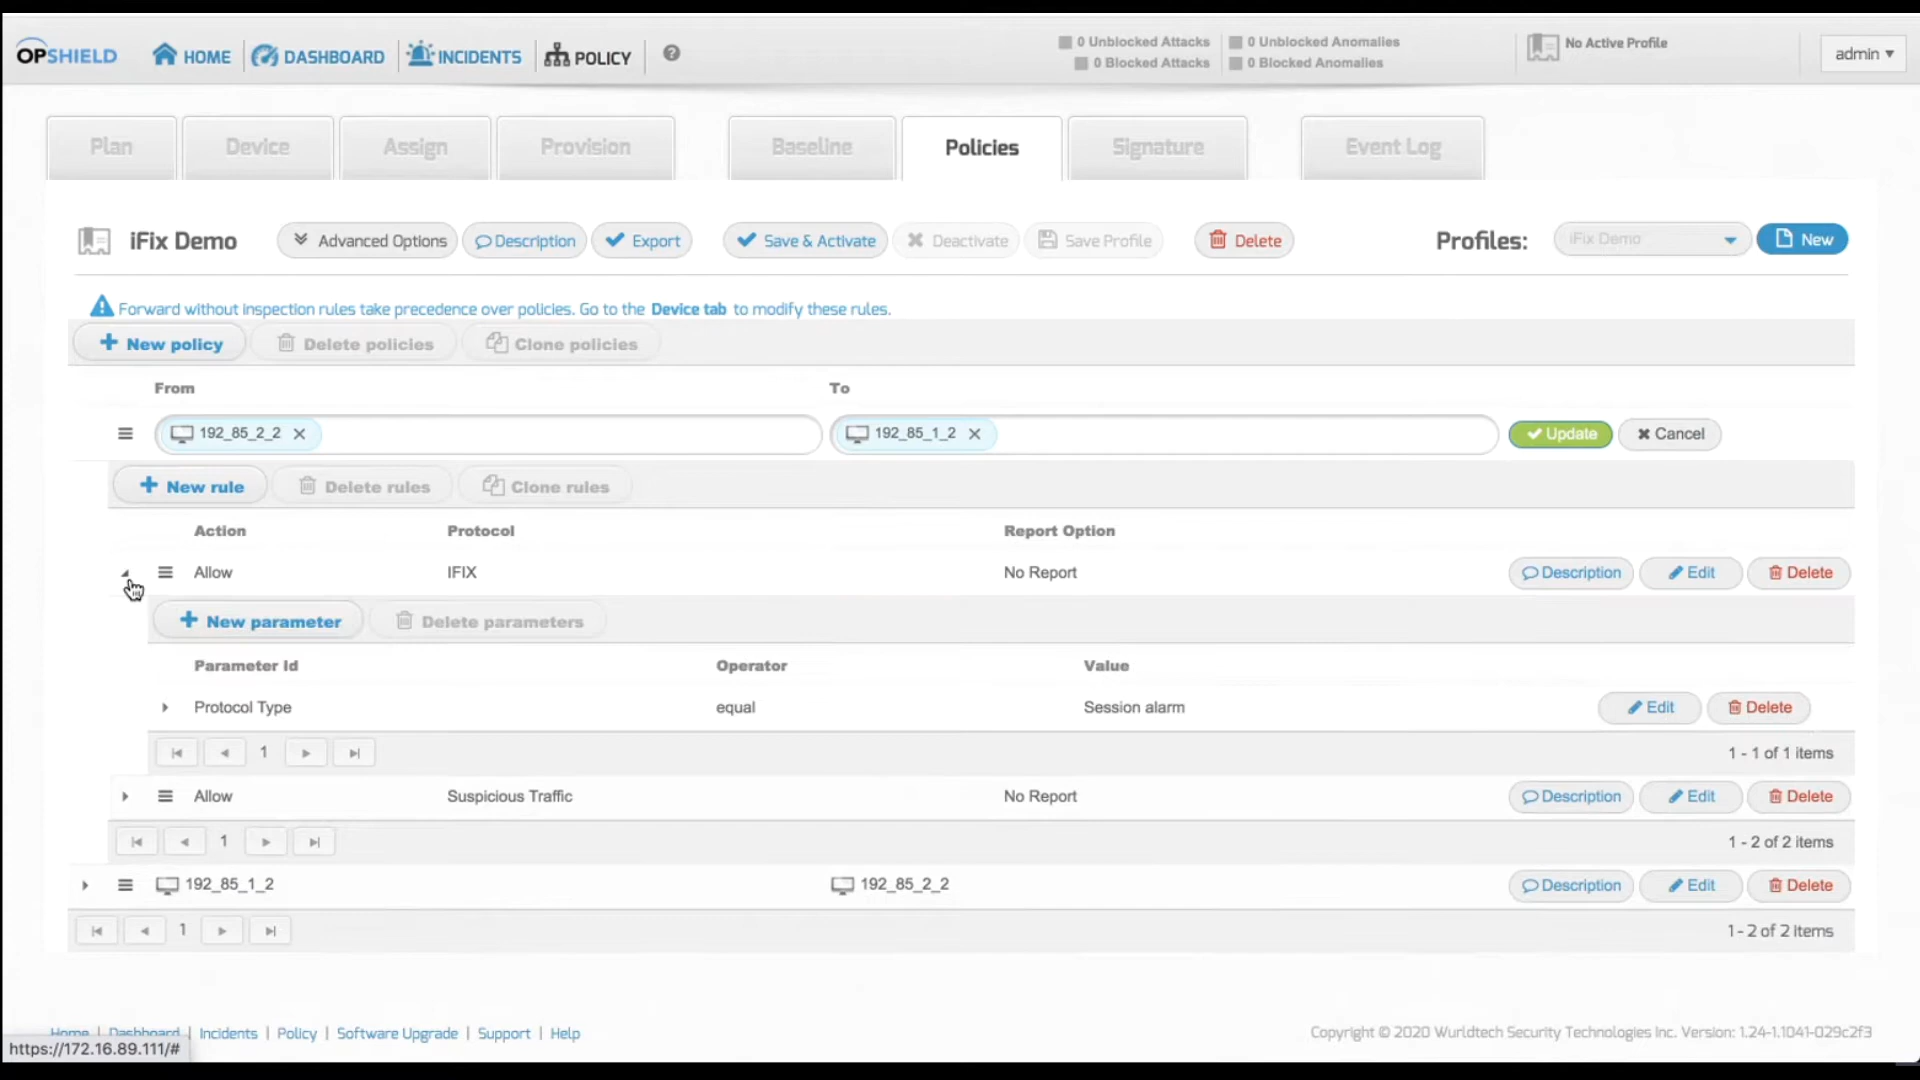 OPSHIELD HOME DASHBOARD INCIDENTS POLICY ?
0 Unblocked Attacks 0 Unblocked Anomalies
0 Blocked Attacks 0 Blocked Anomalies
No Active Profile
admin
Plan Device Assign Provision Baseline Policies Signature Event Log
iFix Demo Advanced Options Description Export Save & Activate Deactivate Save Profile Delete Profiles: iFix Demo New
Forward without inspection rules take precedence over policies. Go to the Device tab to modify these rules.
New policy Delete policies Clone policies
From To
192_85_2_2 192_85_1_2 Update Cancel
New rule Delete rules Clone rules
Action Protocol Report Option
Allow IFIX No Report Description Edit Delete
New parameter Delete parameters
Parameter Id Operator Value
Protocol Type equal Session alarm Edit Delete
1 1 - 1 of 1 items
Allow Suspicious Traffic No Report Description Edit Delete
1 1 - 2 of 2 items
192_85_1_2 192_85_2_2 Description Edit Delete
1 1 - 2 of 2 items
Home | Dashboard | Incidents | Policy | Software Upgrade | Support | Help
Copyright © 2020 Wurldtech Security Technologies Inc. Version: 1.24-1.1041-029c2f3
https://172.16.89.111/#